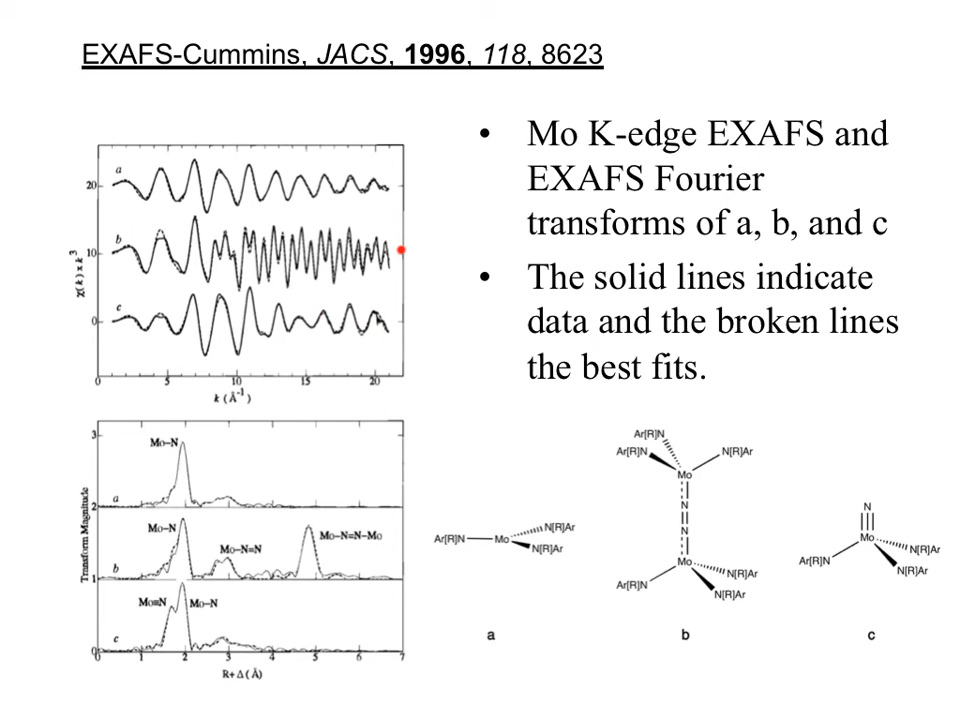 EXAFS-Cummins, JACS, 1996, 118, 8623
• Mo K-edge EXAFS and
EXAFS Fourier
transforms of a, b, and c
• The solid lines indicate
data and the broken lines
the best fits.
a
20
b
10
c
0
χ(k) x k³
0 5 10 15 20
k (Å⁻¹)
3
Mo–N
a
2
Mo–N
Mo–N≡N
Mo–N≡N–Mo
b
1
Mo≡N
Mo–N
c
0
Transform Magnitude
0 1 2 3 4 5 6 7
R+Δ(Å)
Ar[R]N
Mo
N[R]Ar
N[R]Ar
a
Ar[R]N
Ar[R]N
N[R]Ar
Mo
N
N
Mo
Ar[R]N
N[R]Ar
N[R]Ar
b
N
Mo
Ar[R]N
N[R]Ar
N[R]Ar
c